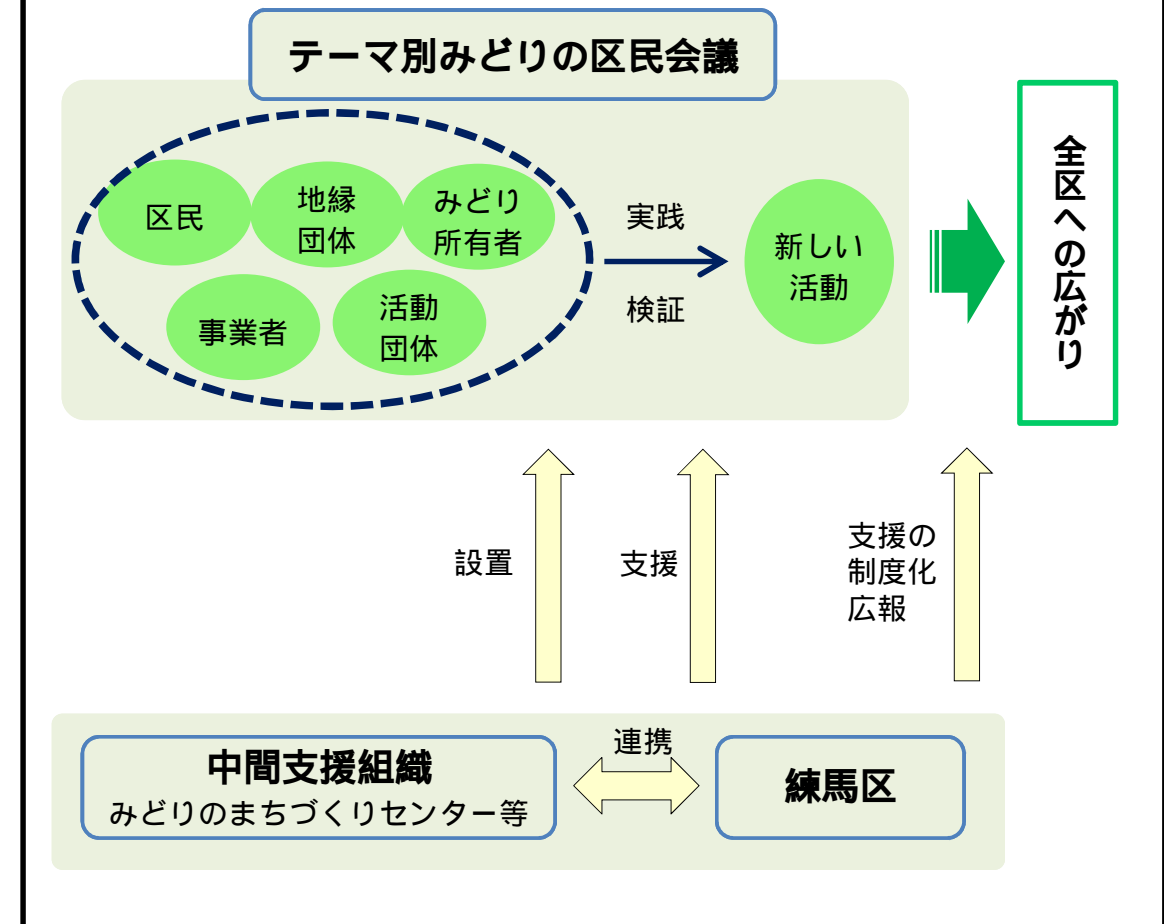 テーマ別みどりの区民会議
区民
地縁
団体
みどり
所有者
事業者
活動
団体
実践
検証
新しい
活動
全区への広がり
設置
支援
支援の
制度化
広報
中間支援組織
みどりのまちづくりセンター等
連携
練馬区